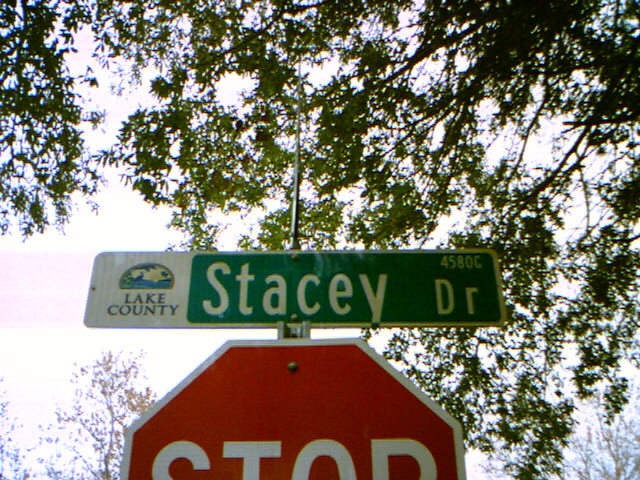 4580G
LAKE
COUNTY
Stacey Dr
STOP